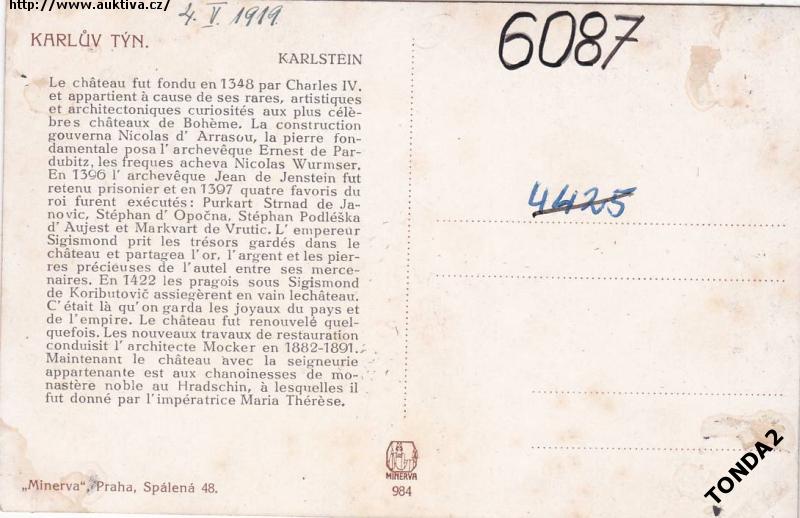 http://www.auktiva.cz/
4. V. 1919.
6087
KARLŮV TÝN.
KARLSTEIN
Le château fut fondu en 1348 par Charles IV.
et appartient à cause de ses rares, artistiques
et architectoniques curiosités aux plus célè-
bres châteaux de Bohème. La construction
gouverna Nicolas d' Arrasou, la pierre fon-
damentale posa l' archevêque Ernest de Par-
dubitz, les freques acheva Nicolas Wurmser.
En 1396 l' archevêque Jean de Jenstein fut
retenu prisonier et en 1397 quatre favoris du
roi furent exécutés: Purkart Strnad de Ja-
novic, Stéphan d' Opočna, Stéphan Podléška
d' Aujest et Markvart de Vrutic. L' empereur
Sigismond prit les trésors gardés dans le
château et partagea l' or, l' argent et les pier-
res précieuses de l' autel entre ses merce-
naires. En 1422 les pragois sous Sigismond
de Koributovič assiegèrent en vain lechâteau.
C' était là qu' on garda les joyaux du pays et
de l' empire. Le château fut renouvelé quel-
quefois. Les nouveaux travaux de restauration
conduisit l' architecte Mocker en 1882-1891.
Maintenant le château avec la seigneurie
appartenante est aux chanoinesses de mo-
nastère noble au Hradschin, à lesquelles il
fut donné par l' impératrice Maria Thérèse.
4425
MINERVA
984
„Minerva", Praha, Spálená 48.
TONDA2